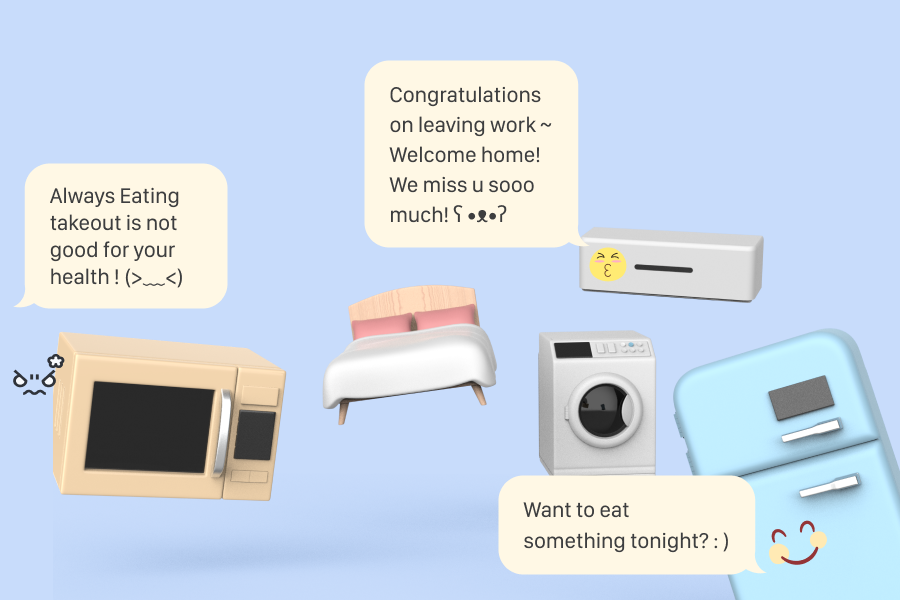 Congratulations
on leaving work ~
Welcome home!
We miss u sooo
much! ʕ •ᴥ•ʔ
Always Eating
takeout is not
good for your
health ! (>﹏<)
Want to eat
something tonight? : )